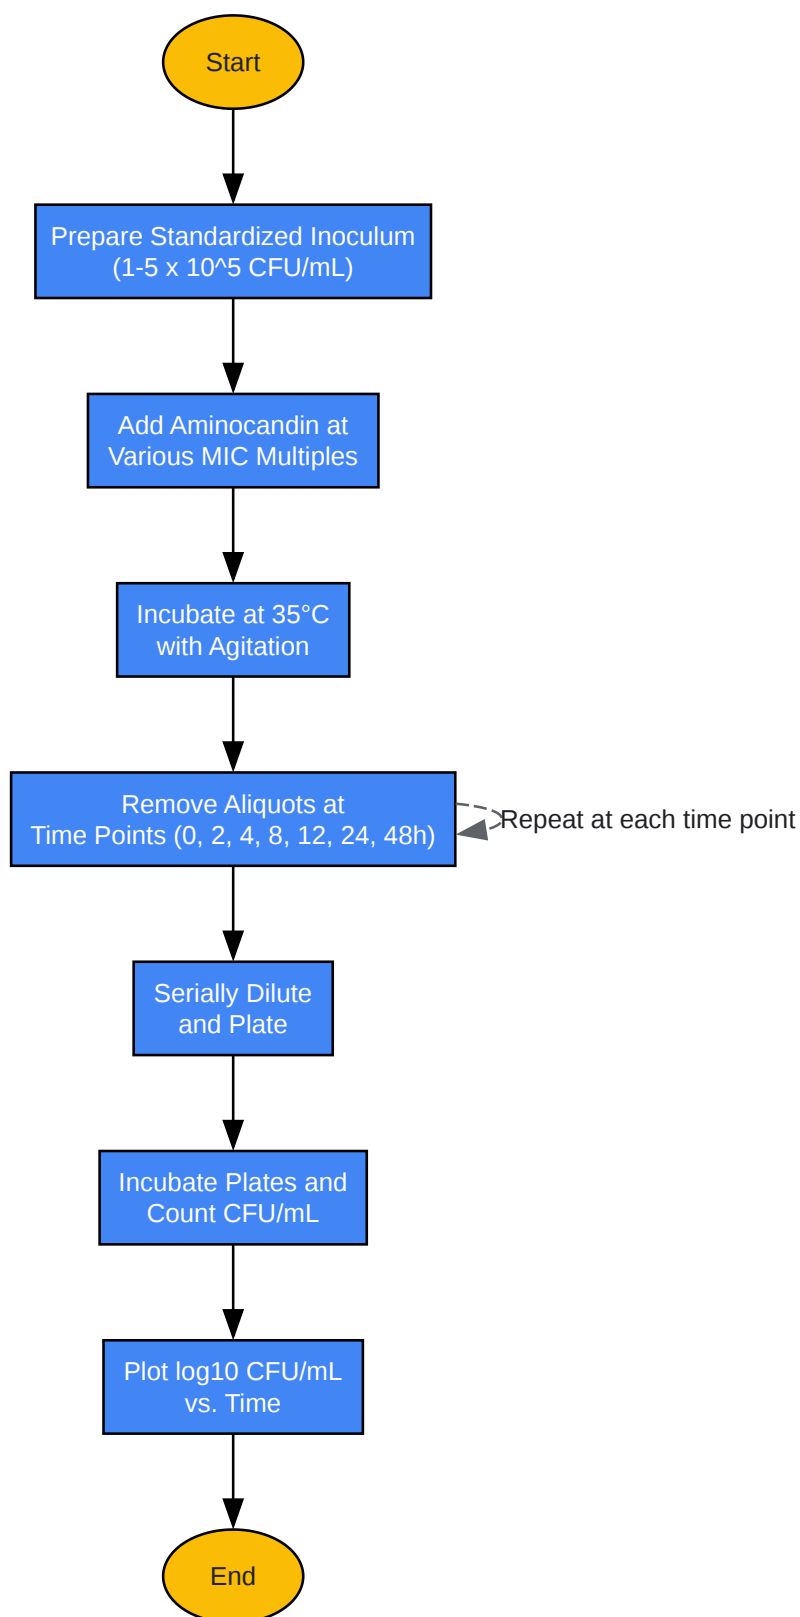 Start
Prepare Standardized Inoculum
(1-5 x 10^5 CFU/mL)
Add Aminocandin at
Various MIC Multiples
Incubate at 35°C
with Agitation
Remove Aliquots at
Time Points (0, 2, 4, 8, 12, 24, 48h)
Repeat at each time point
Serially Dilute
and Plate
Incubate Plates and
Count CFU/mL
Plot log10 CFU/mL
vs. Time
End